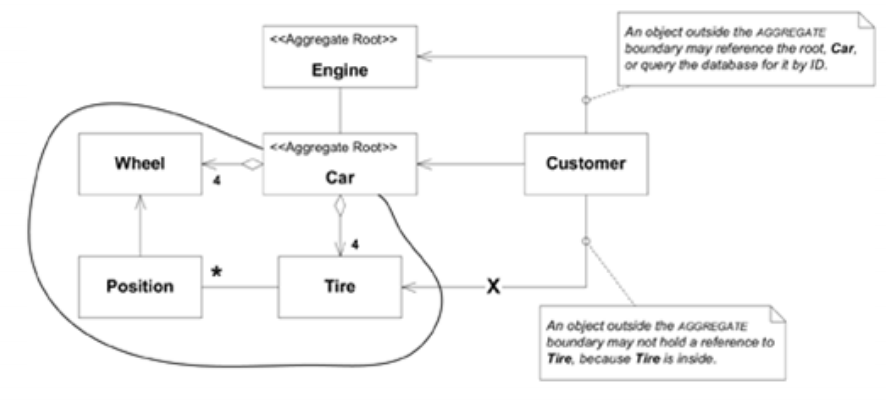 <<Aggregate Root>>
Engine
An object outside the AGGREGATE
boundary may reference the root, Car,
or query the database for it by ID.
Wheel
4
<<Aggregate Root>>
Car
Customer
4
Position
*
Tire
X
An object outside the AGGREGATE
boundary may not hold a reference to
Tire, because Tire is inside.